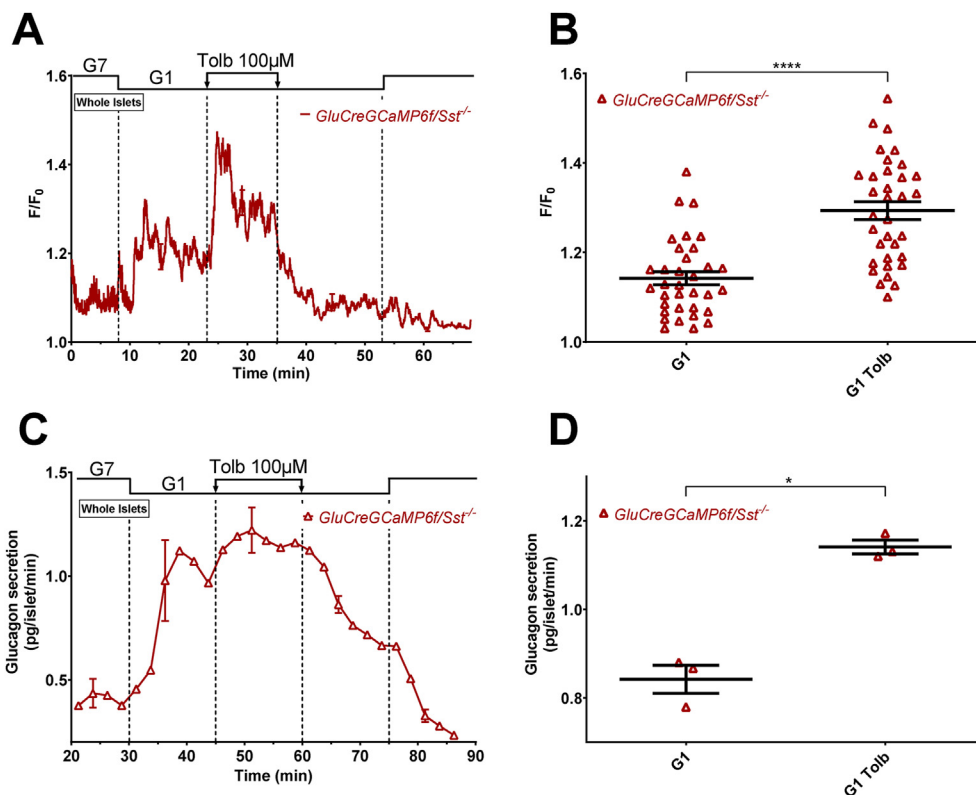 A
G7
G1
Tolb 100µM
Whole Islets
GluCreGCaMP6f/Sst-/-
F/F0
1.6
1.4
1.2
1.0
0 10 20 30 40 50 60
Time (min)
B
****
GluCreGCaMP6f/Sst-/-
F/F0
1.6
1.4
1.2
1.0
G1
G1 Tolb
C
G7
G1
Tolb 100µM
Whole Islets
GluCreGCaMP6f/Sst-/-
Glucagon secretion
(pg/islet/min)
1.5
1.0
0.5
20 30 40 50 60 70 80 90
Time (min)
D
*
GluCreGCaMP6f/Sst-/-
Glucagon secretion
(pg/islet/min)
1.2
1.0
0.8
G1
G1 Tolb